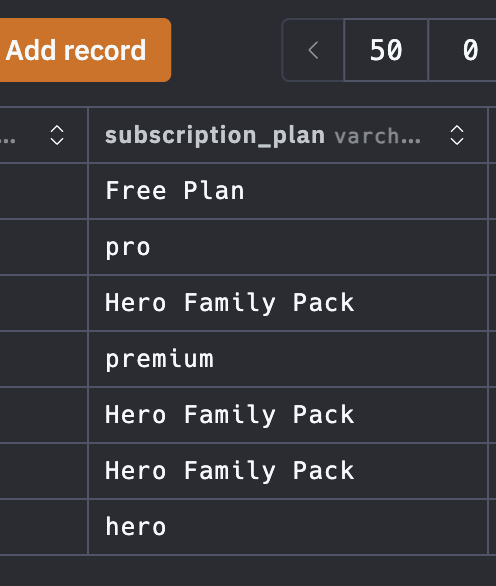 Add record
50 0
... subscription_plan varch...
Free Plan
pro
Hero Family Pack
premium
Hero Family Pack
Hero Family Pack
hero